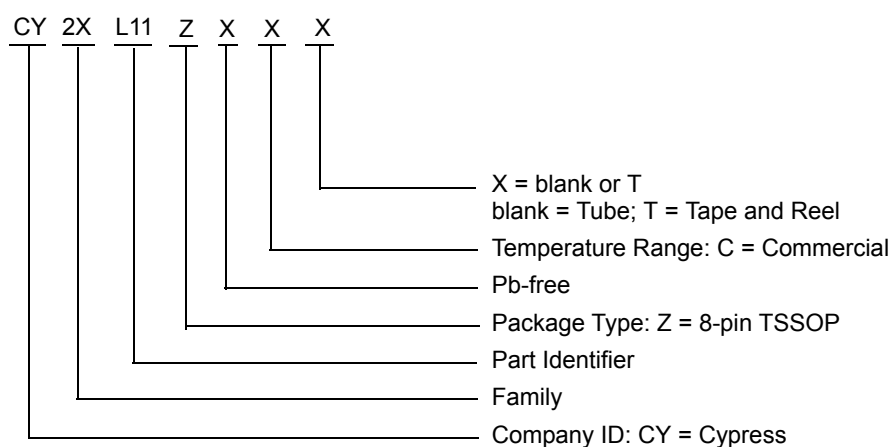 CY 2X L11 Z X X X
X = blank or T
blank = Tube; T = Tape and Reel
Temperature Range: C = Commercial
Pb-free
Package Type: Z = 8-pin TSSOP
Part Identifier
Family
Company ID: CY = Cypress